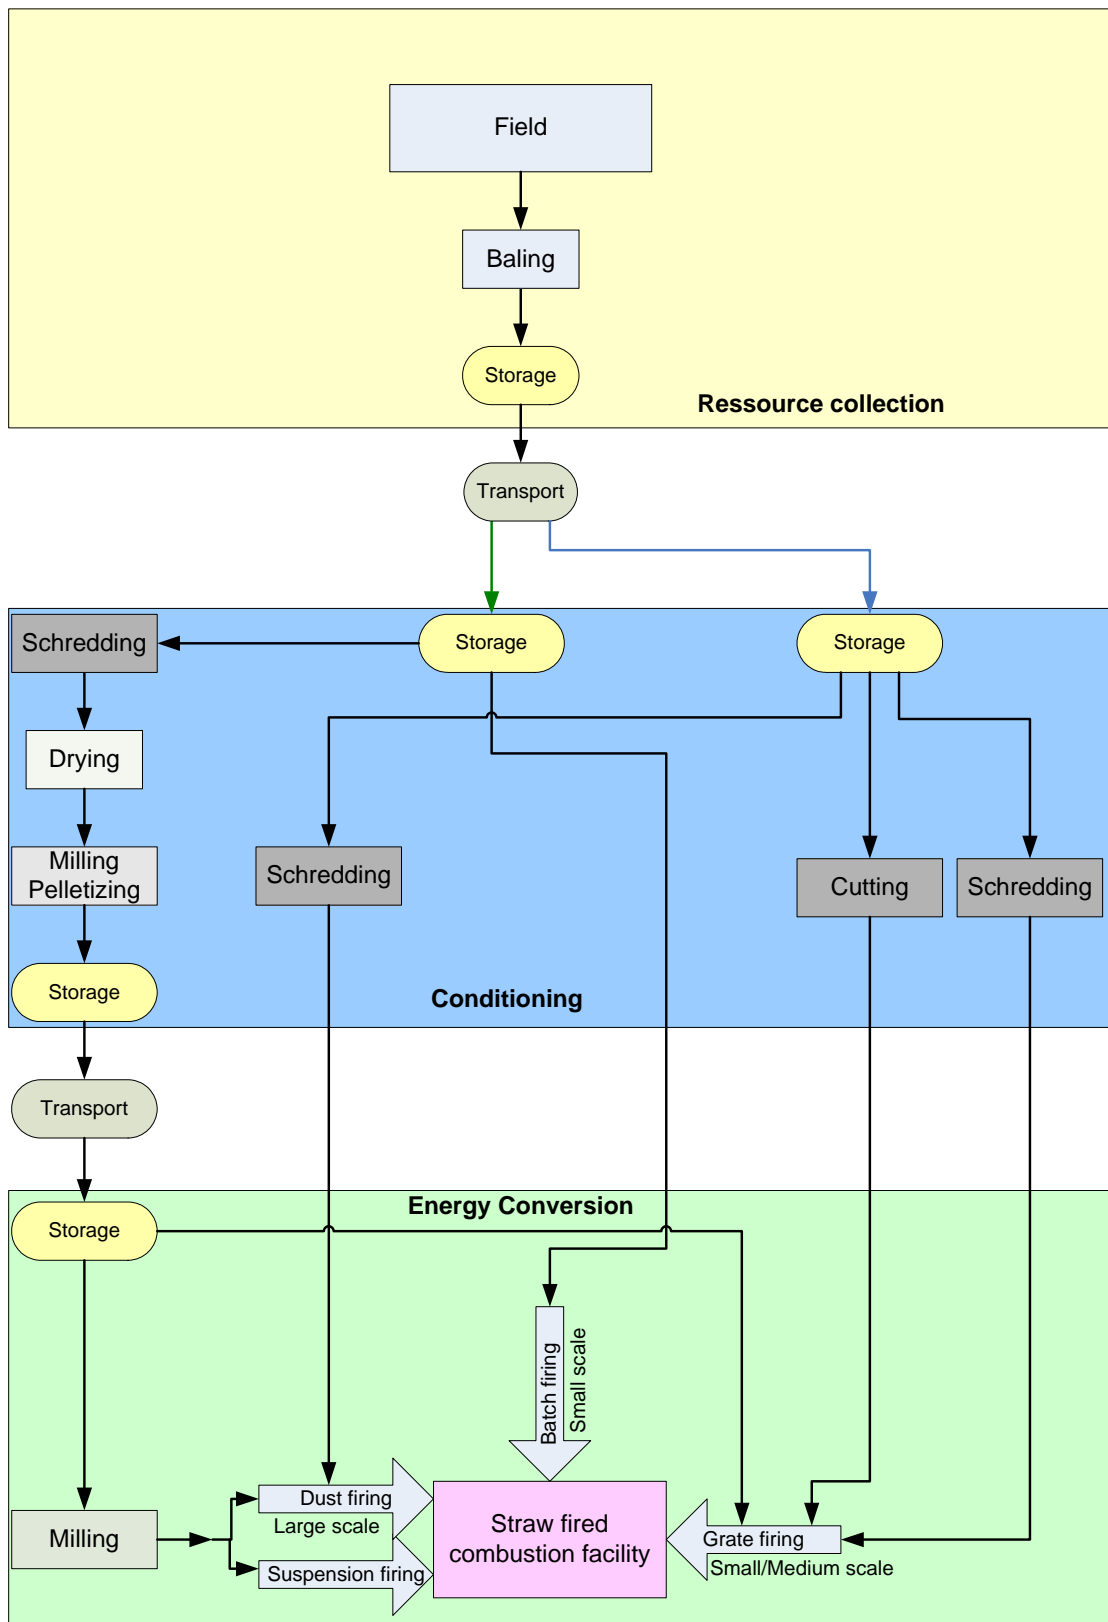 Field
Baling
Storage
Ressource collection
Transport
Schredding
Storage
Storage
Drying
Milling
Pelletizing
Schredding
Cutting
Schredding
Storage
Conditioning
Transport
Energy Conversion
Storage
Batch firing
Small scale
Dust firing
Large scale
Milling
Suspension firing
Straw fired
combustion facility
Grate firing
Small/Medium scale